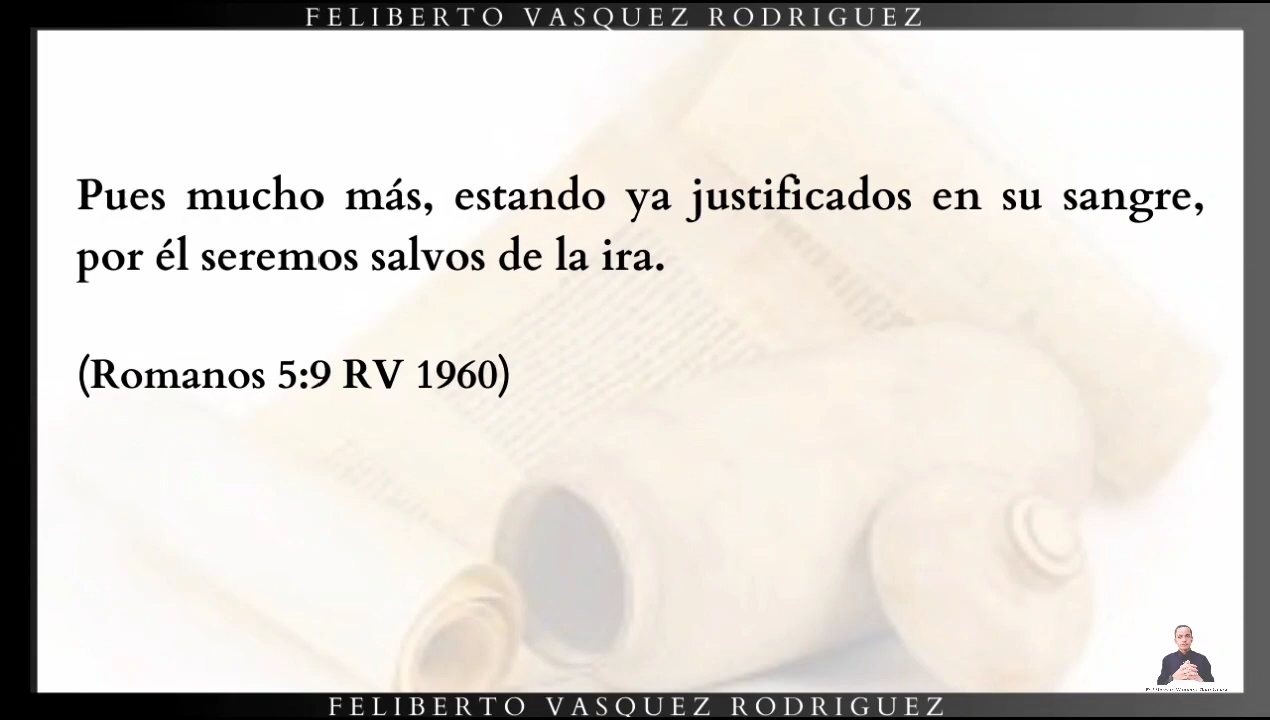 FELIBERTO VASQUEZ RODRIGUEZ
Pues mucho más, estando ya justificados en su sangre,
por él seremos salvos de la ira.
(Romanos 5:9 RV 1960)
FELIBERTO VASQUEZ RODRIGUEZ